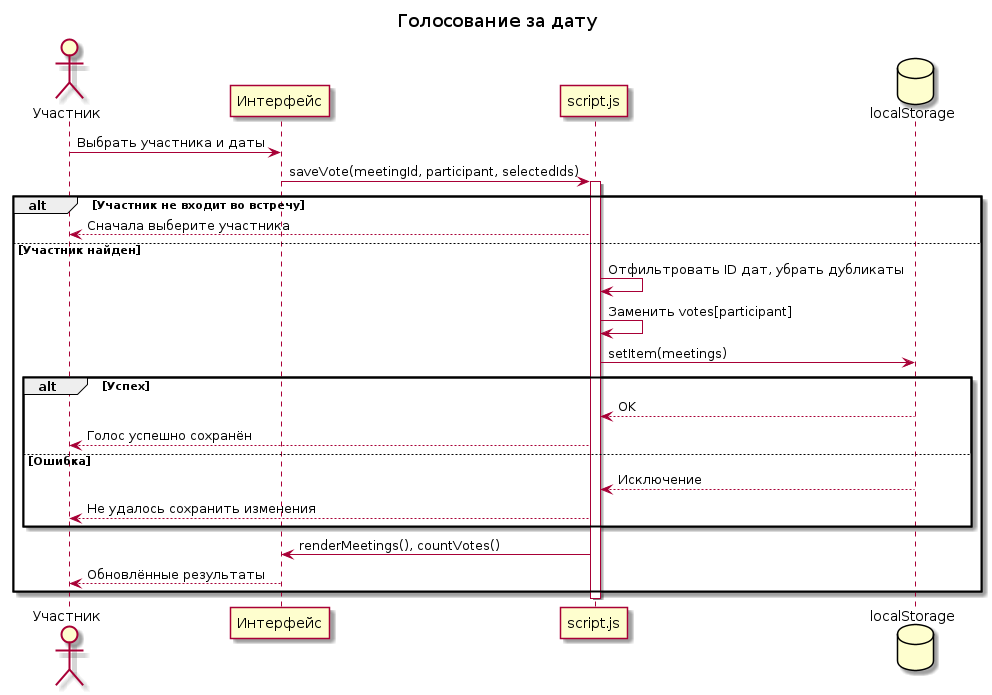 Голосование за дату
Участник
Интерфейс
script.js
localStorage
Выбрать участника и даты
saveVote(meetingId, participant, selectedIds)
alt [Участник не входит во встречу]
Сначала выберите участника
[Участник найден]
Отфильтровать ID дат, убрать дубликаты
Заменить votes[participant]
setItem(meetings)
alt [Успех]
OK
Голос успешно сохранён
[Ошибка]
Исключение
Не удалось сохранить изменения
renderMeetings(), countVotes()
Обновлённые результаты
Участник
Интерфейс
script.js
localStorage